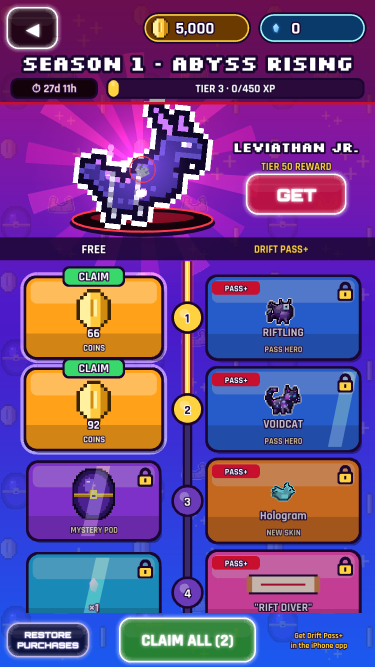 5,000
0
SEASON 1 - ABYSS RISING
27d 11h
TIER 3 · 0/450 XP
LEVIATHAN JR.
TIER 50 REWARD
GET
FREE
DRIFT PASS+
CLAIM
66
COINS
1
PASS+
RIFTLING
PASS HERO
CLAIM
92
COINS
2
PASS+
VOIDCAT
PASS HERO
MYSTERY POD
3
PASS+
Hologram
NEW SKIN
x1
4
PASS+
"RIFT DIVER"
RESTORE
PURCHASES
CLAIM ALL (2)
Get Drift Pass+
in the iPhone app